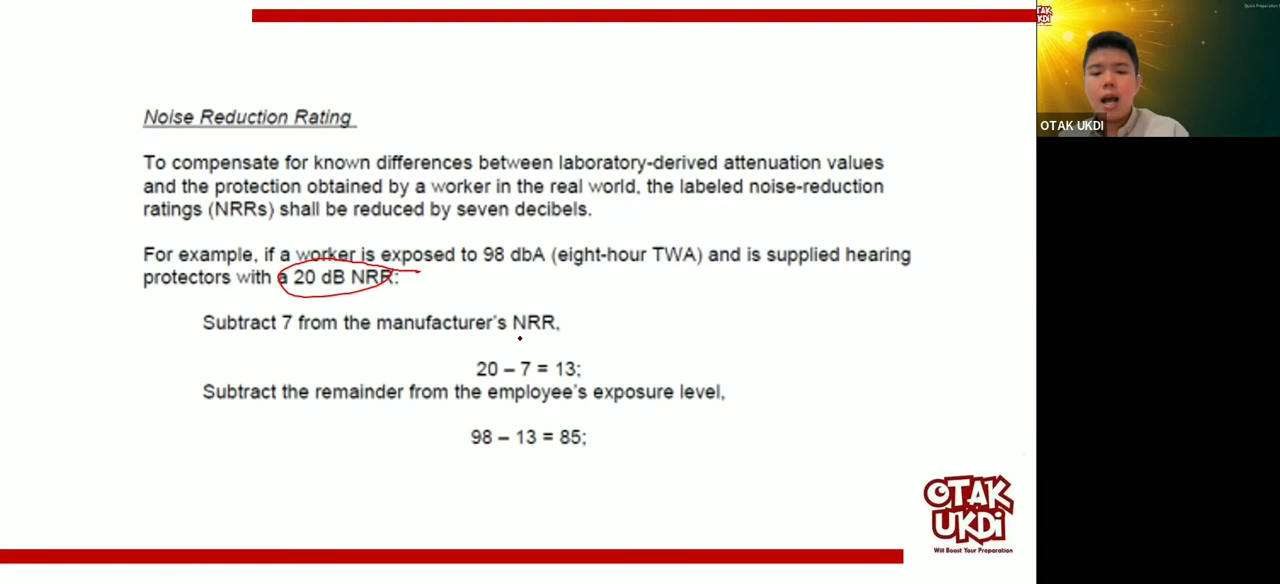 Noise Reduction Rating
To compensate for known differences between laboratory-derived attenuation values
and the protection obtained by a worker in the real world, the labeled noise-reduction
ratings (NRRs) shall be reduced by seven decibels.
For example, if a worker is exposed to 98 dbA (eight-hour TWA) and is supplied hearing
protectors with a 20 dB NRR:
Subtract 7 from the manufacturer's NRR,
20 – 7 = 13;
Subtract the remainder from the employee's exposure level,
98 – 13 = 85;
OTAK
UKDI
Will Boost Your Preparation
OTAK
UKDI
OTAK UKDI